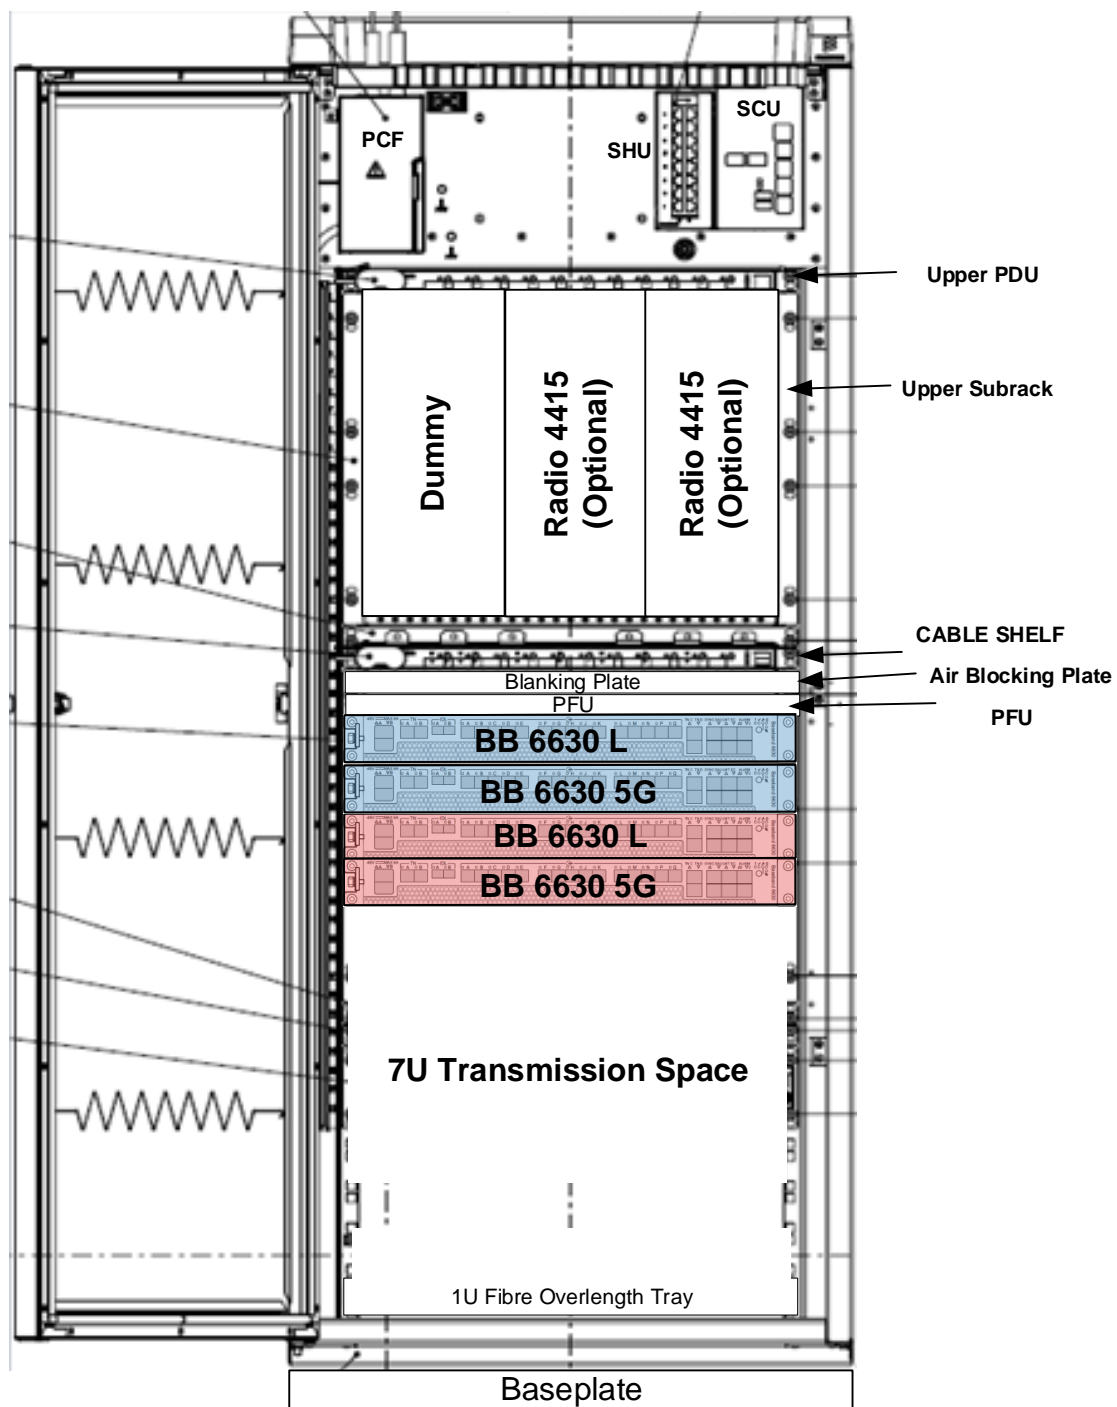 PCF
SCU
SHU
Upper PDU
Dummy
Radio 4415
(Optional)
Radio 4415
(Optional)
Upper Subrack
CABLE SHELF
Blanking Plate
Air Blocking Plate
PFU
PFU
BB 6630 L
BB 6630 5G
BB 6630 L
BB 6630 5G
7U Transmission Space
1U Fibre Overlength Tray
Baseplate